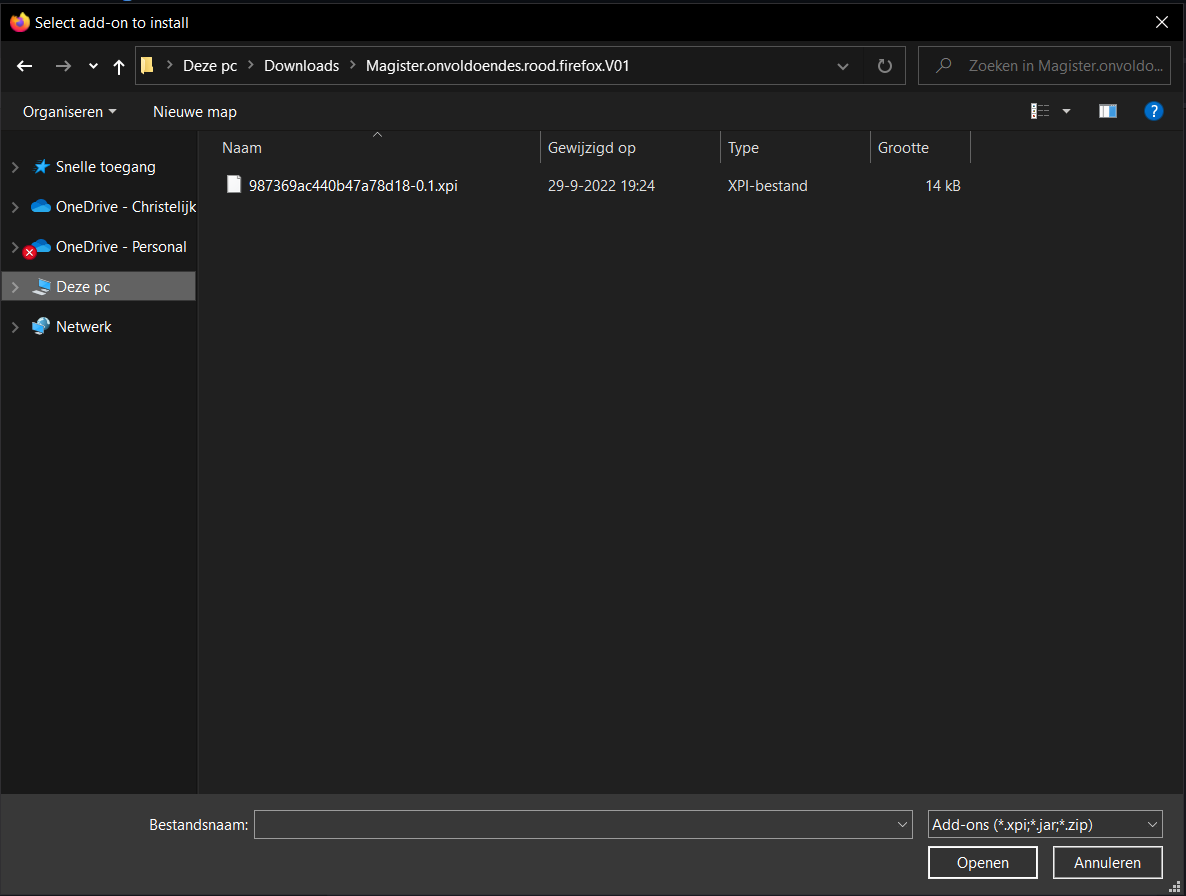 Select add-on to install
Deze pc Downloads Magister.onvoldoendes.rood.firefox.V01 Zoeken in Magister.onvoldo...
Organiseren Nieuwe map ?
Naam Gewijzigd op Type Grootte
Snelle toegang
987369ac440b47a78d18-0.1.xpi 29-9-2022 19:24 XPI-bestand 14 kB
OneDrive - Christelijk
OneDrive - Personal
Deze pc
Netwerk
Bestandsnaam: Add-ons (*.xpi;*.jar;*.zip)
Openen Annuleren